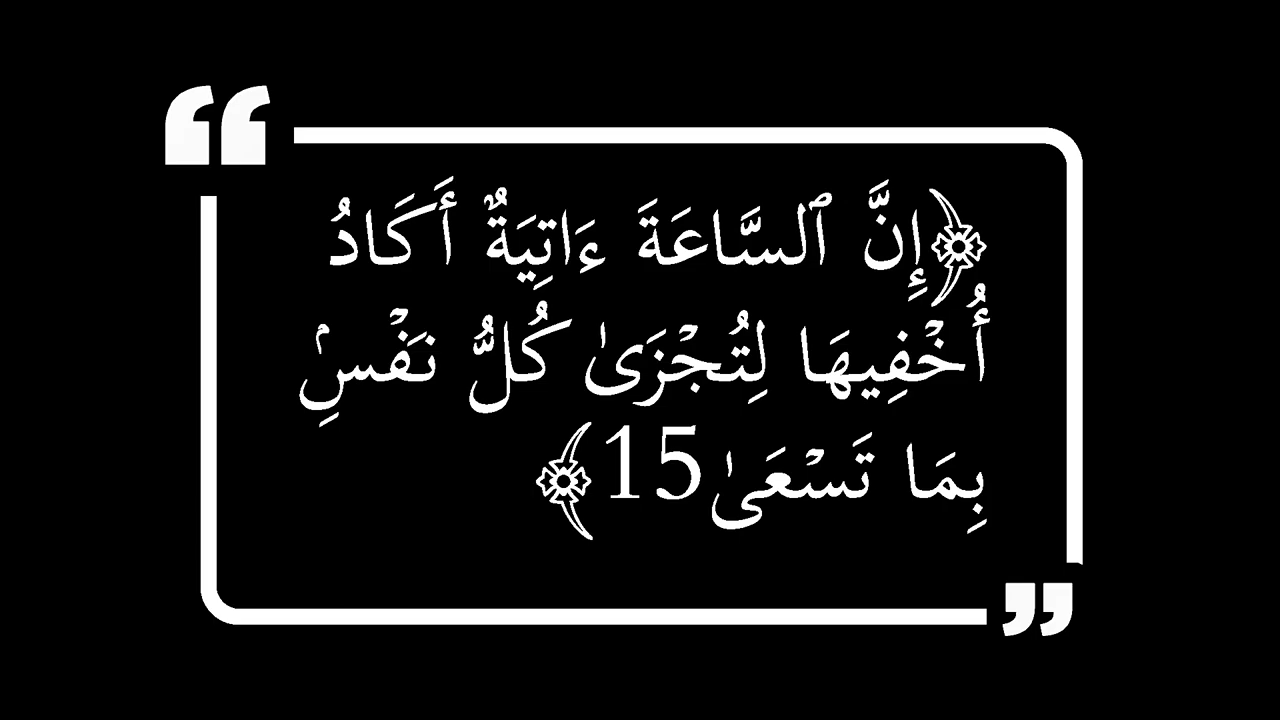 ﴿إِنَّ ٱلسَّاعَةَ ءَاتِيَةٌ أَكَادُ
أُخۡفِيهَا لِتُجۡزَىٰ كُلُّ نَفۡسِۭ
بِمَا تَسۡعَىٰ15﴾